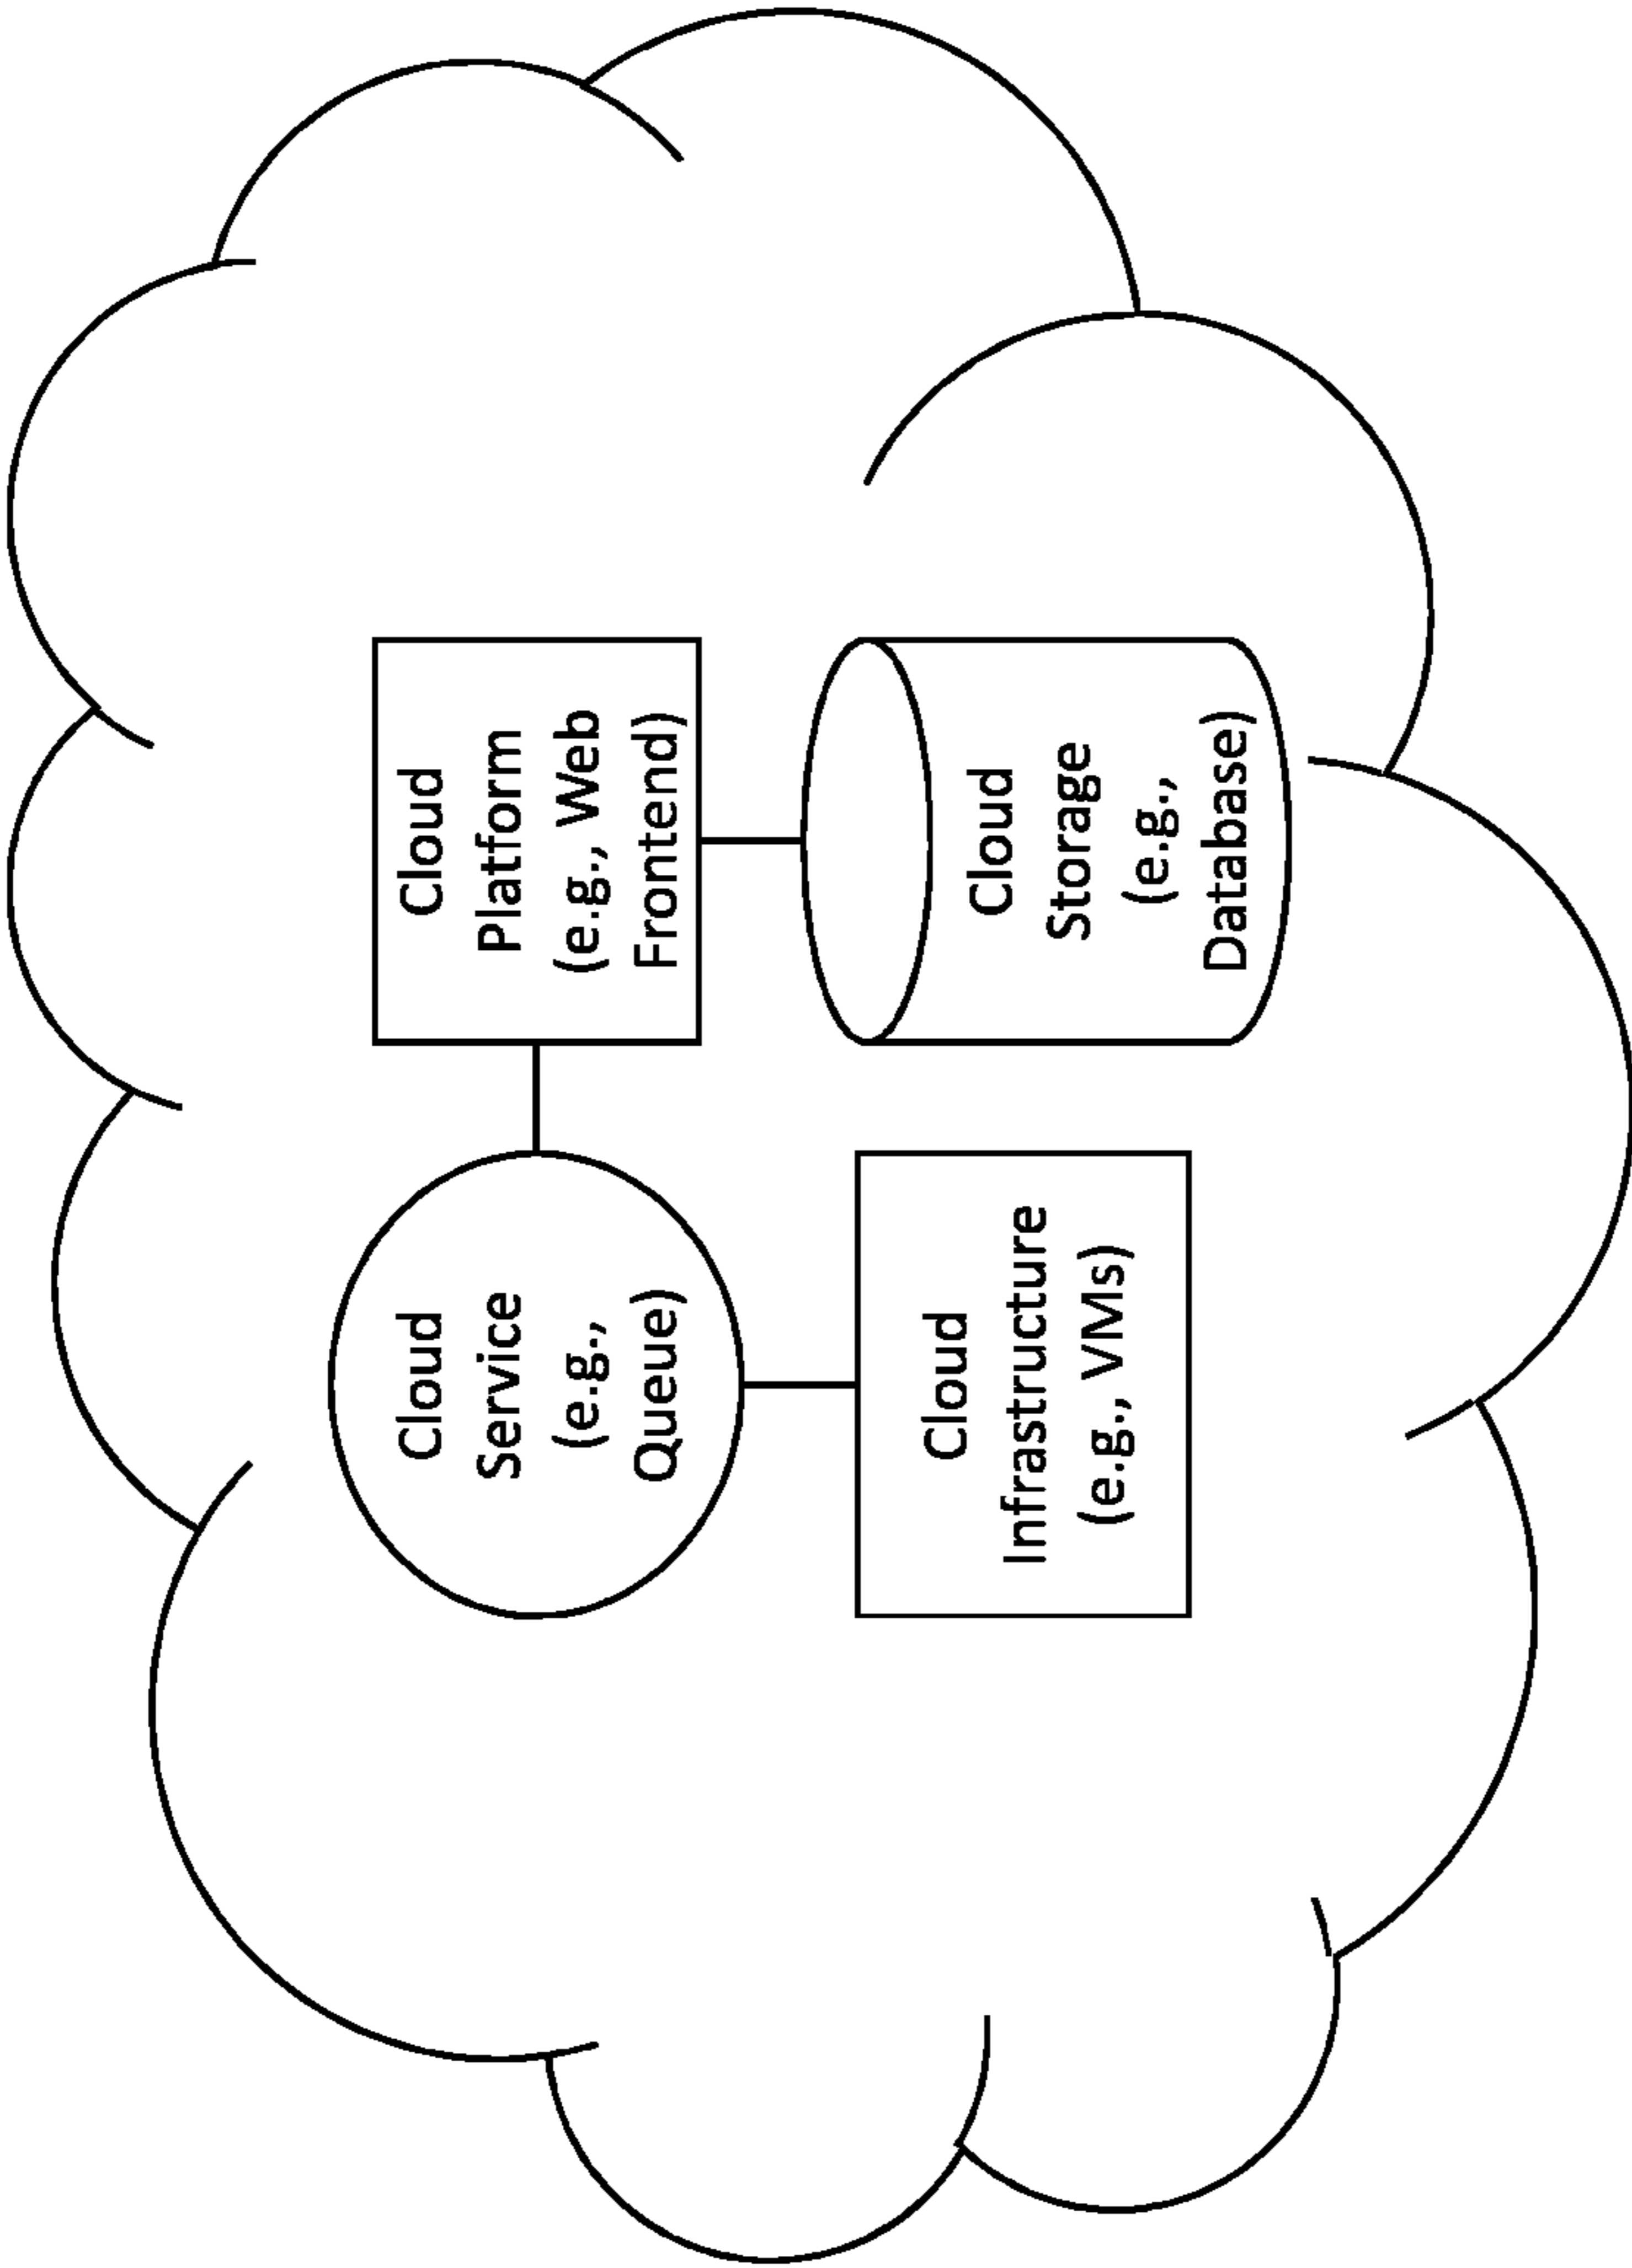 Cloud
Service
(e.g.,
Queue)
Cloud
Platform
(e.g., Web
Frontend)
Cloud
Infrastructure
(e.g., VMs)
Cloud
Storage
(e.g.,
Database)